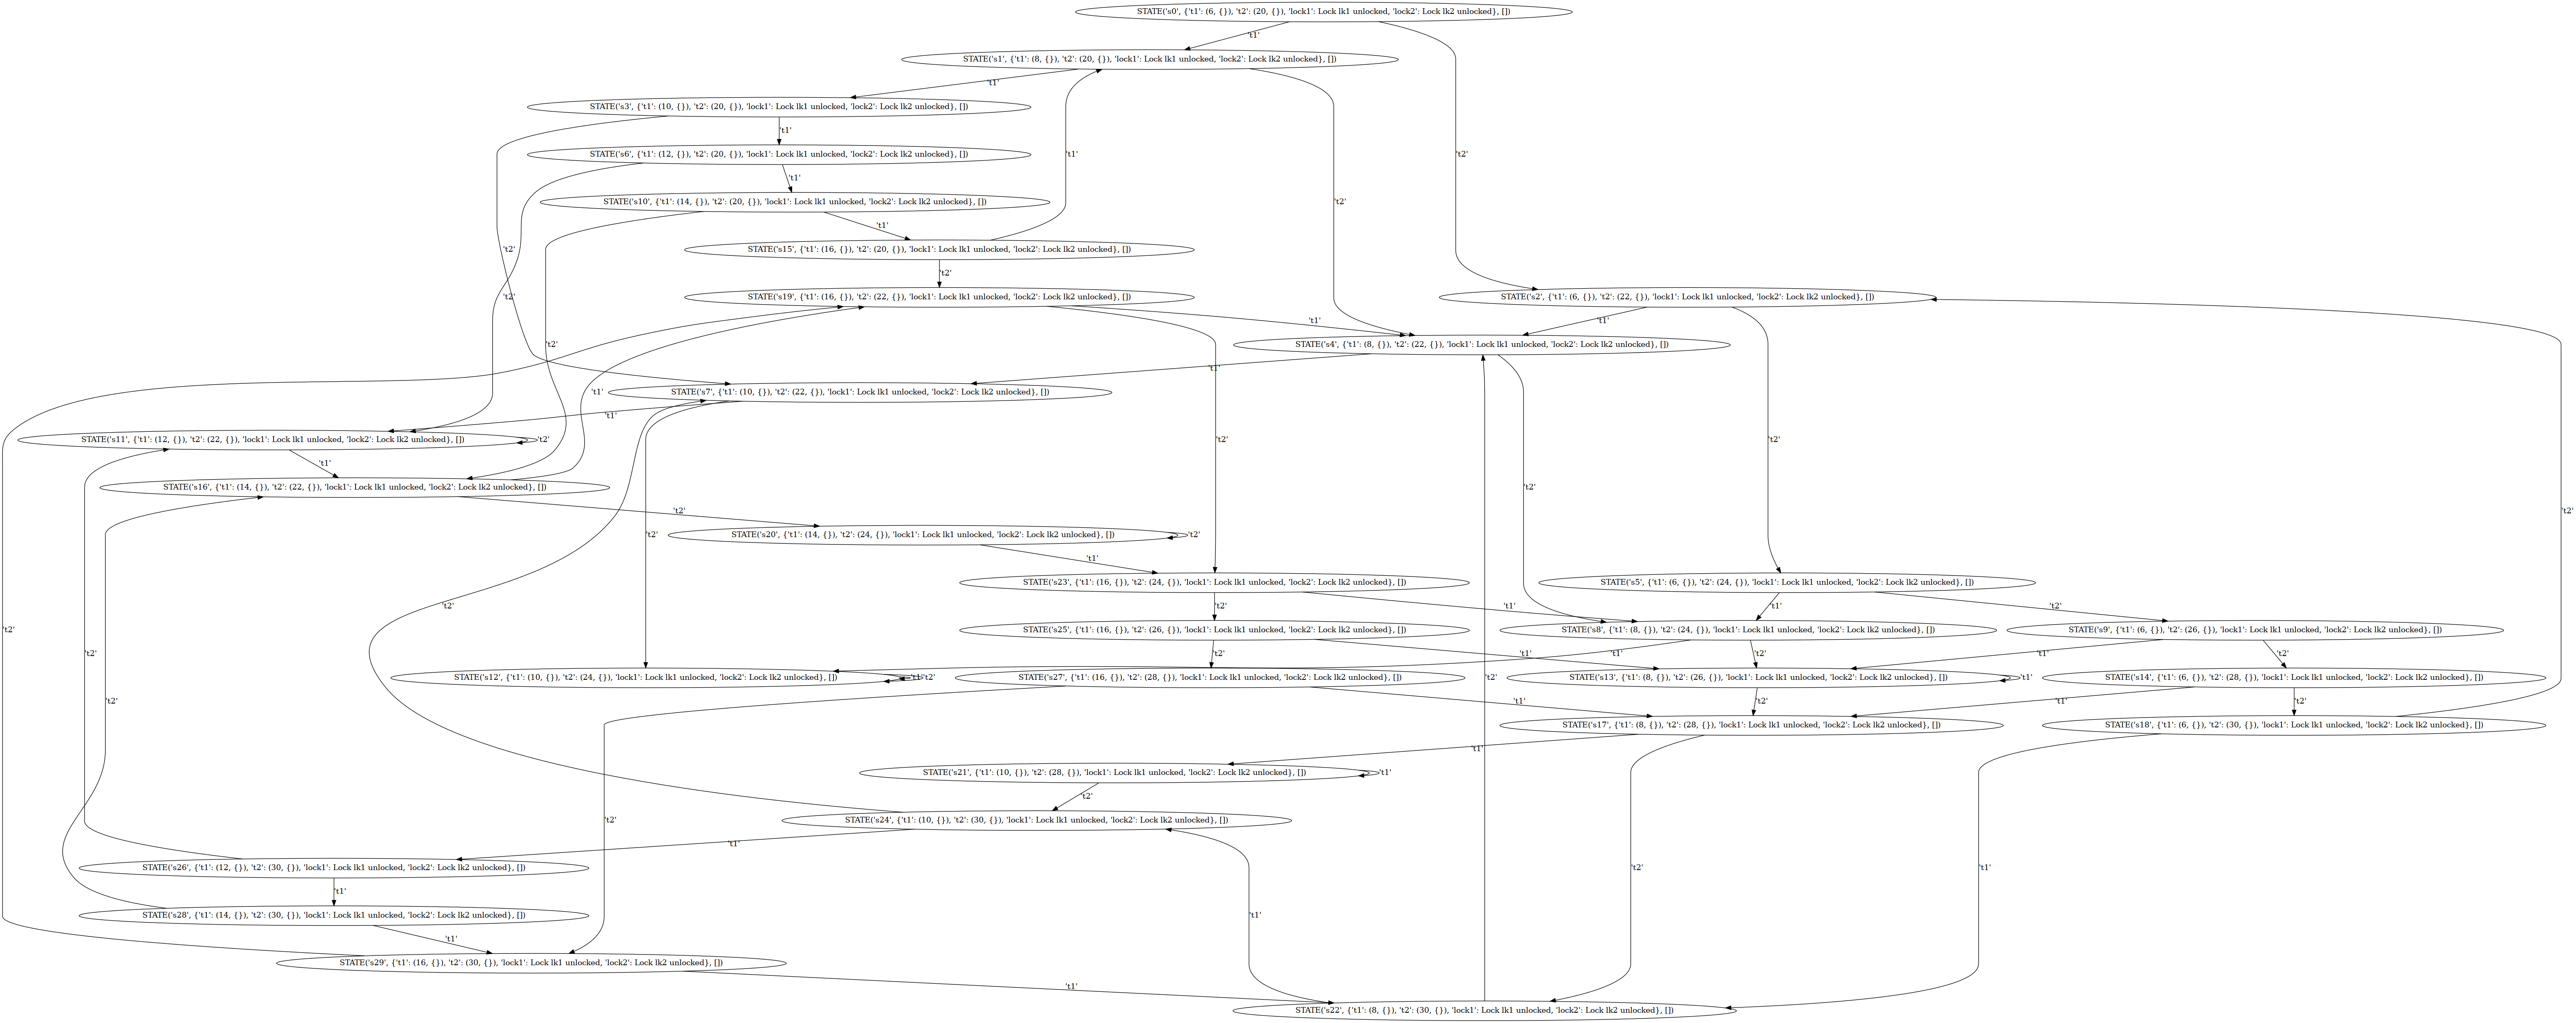 STATE('s0', {'t1': (6, {}), 't2': (20, {}), 'lock1': Lock lk1 unlocked, 'lock2': Lock lk2 unlocked}, [])
't1'
STATE('s1', {'t1': (8, {}), 't2': (20, {}), 'lock1': Lock lk1 unlocked, 'lock2': Lock lk2 unlocked}, [])
't1'
STATE('s3', {'t1': (10, {}), 't2': (20, {}), 'lock1': Lock lk1 unlocked, 'lock2': Lock lk2 unlocked}, [])
't1'
STATE('s6', {'t1': (12, {}), 't2': (20, {}), 'lock1': Lock lk1 unlocked, 'lock2': Lock lk2 unlocked}, [])
't1'
't2'
't1'
STATE('s10', {'t1': (14, {}), 't2': (20, {}), 'lock1': Lock lk1 unlocked, 'lock2': Lock lk2 unlocked}, [])
't2'
't1'
't2'
STATE('s15', {'t1': (16, {}), 't2': (20, {}), 'lock1': Lock lk1 unlocked, 'lock2': Lock lk2 unlocked}, [])
't2'
't2'
STATE('s19', {'t1': (16, {}), 't2': (22, {}), 'lock1': Lock lk1 unlocked, 'lock2': Lock lk2 unlocked}, [])
STATE('s2', {'t1': (6, {}), 't2': (22, {}), 'lock1': Lock lk1 unlocked, 'lock2': Lock lk2 unlocked}, [])
't1'
't1'
't2'
STATE('s4', {'t1': (8, {}), 't2': (22, {}), 'lock1': Lock lk1 unlocked, 'lock2': Lock lk2 unlocked}, [])
't1'
STATE('s7', {'t1': (10, {}), 't2': (22, {}), 'lock1': Lock lk1 unlocked, 'lock2': Lock lk2 unlocked}, [])
't1'
't1'
STATE('s11', {'t1': (12, {}), 't2': (22, {}), 'lock1': Lock lk1 unlocked, 'lock2': Lock lk2 unlocked}, [])
't2'
't2'
't2'
't1'
STATE('s16', {'t1': (14, {}), 't2': (22, {}), 'lock1': Lock lk1 unlocked, 'lock2': Lock lk2 unlocked}, [])
't2'
't2'
't2'
STATE('s20', {'t1': (14, {}), 't2': (24, {}), 'lock1': Lock lk1 unlocked, 'lock2': Lock lk2 unlocked}, [])
't2'
't2'
't1'
STATE('s23', {'t1': (16, {}), 't2': (24, {}), 'lock1': Lock lk1 unlocked, 'lock2': Lock lk2 unlocked}, [])
STATE('s5', {'t1': (6, {}), 't2': (24, {}), 'lock1': Lock lk1 unlocked, 'lock2': Lock lk2 unlocked}, [])
't2'
't2'
't1'
't1'
't2'
't2'
STATE('s25', {'t1': (16, {}), 't2': (26, {}), 'lock1': Lock lk1 unlocked, 'lock2': Lock lk2 unlocked}, [])
STATE('s8', {'t1': (8, {}), 't2': (24, {}), 'lock1': Lock lk1 unlocked, 'lock2': Lock lk2 unlocked}, [])
STATE('s9', {'t1': (6, {}), 't2': (26, {}), 'lock1': Lock lk1 unlocked, 'lock2': Lock lk2 unlocked}, [])
't2'
't2'
't1'
't1'
't2'
't1'
't2'
STATE('s12', {'t1': (10, {}), 't2': (24, {}), 'lock1': Lock lk1 unlocked, 'lock2': Lock lk2 unlocked}, [])
't1'
't2'
STATE('s27', {'t1': (16, {}), 't2': (28, {}), 'lock1': Lock lk1 unlocked, 'lock2': Lock lk2 unlocked}, [])
't2'
STATE('s13', {'t1': (8, {}), 't2': (26, {}), 'lock1': Lock lk1 unlocked, 'lock2': Lock lk2 unlocked}, [])
't1'
STATE('s14', {'t1': (6, {}), 't2': (28, {}), 'lock1': Lock lk1 unlocked, 'lock2': Lock lk2 unlocked}, [])
't2'
't1'
't2'
't1'
't2'
STATE('s17', {'t1': (8, {}), 't2': (28, {}), 'lock1': Lock lk1 unlocked, 'lock2': Lock lk2 unlocked}, [])
STATE('s18', {'t1': (6, {}), 't2': (30, {}), 'lock1': Lock lk1 unlocked, 'lock2': Lock lk2 unlocked}, [])
't1'
STATE('s21', {'t1': (10, {}), 't2': (28, {}), 'lock1': Lock lk1 unlocked, 'lock2': Lock lk2 unlocked}, [])
't1'
't2'
STATE('s24', {'t1': (10, {}), 't2': (30, {}), 'lock1': Lock lk1 unlocked, 'lock2': Lock lk2 unlocked}, [])
't2'
't1'
STATE('s26', {'t1': (12, {}), 't2': (30, {}), 'lock1': Lock lk1 unlocked, 'lock2': Lock lk2 unlocked}, [])
't2'
't1'
't1'
STATE('s28', {'t1': (14, {}), 't2': (30, {}), 'lock1': Lock lk1 unlocked, 'lock2': Lock lk2 unlocked}, [])
't1'
't1'
STATE('s29', {'t1': (16, {}), 't2': (30, {}), 'lock1': Lock lk1 unlocked, 'lock2': Lock lk2 unlocked}, [])
't1'
STATE('s22', {'t1': (8, {}), 't2': (30, {}), 'lock1': Lock lk1 unlocked, 'lock2': Lock lk2 unlocked}, [])